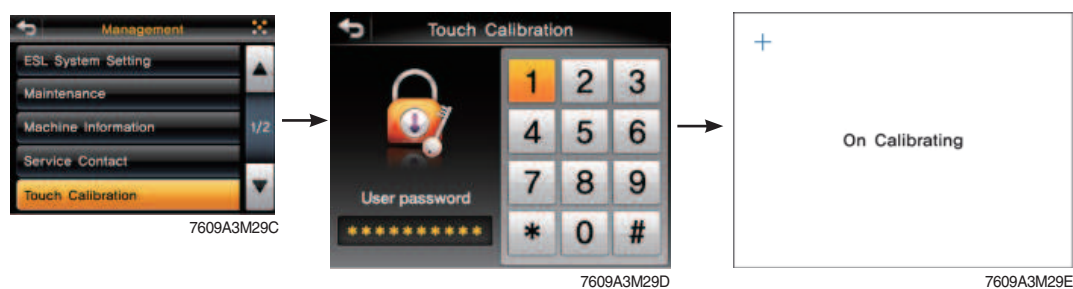 Management
ESL System Setting
Maintenance
Machine Information
Service Contact
Touch Calibration
1/2
7609A3M29C
Touch Calibration
User password
**********
1 2 3
4 5 6
7 8 9
* 0 #
7609A3M29D
On Calibrating
7609A3M29E